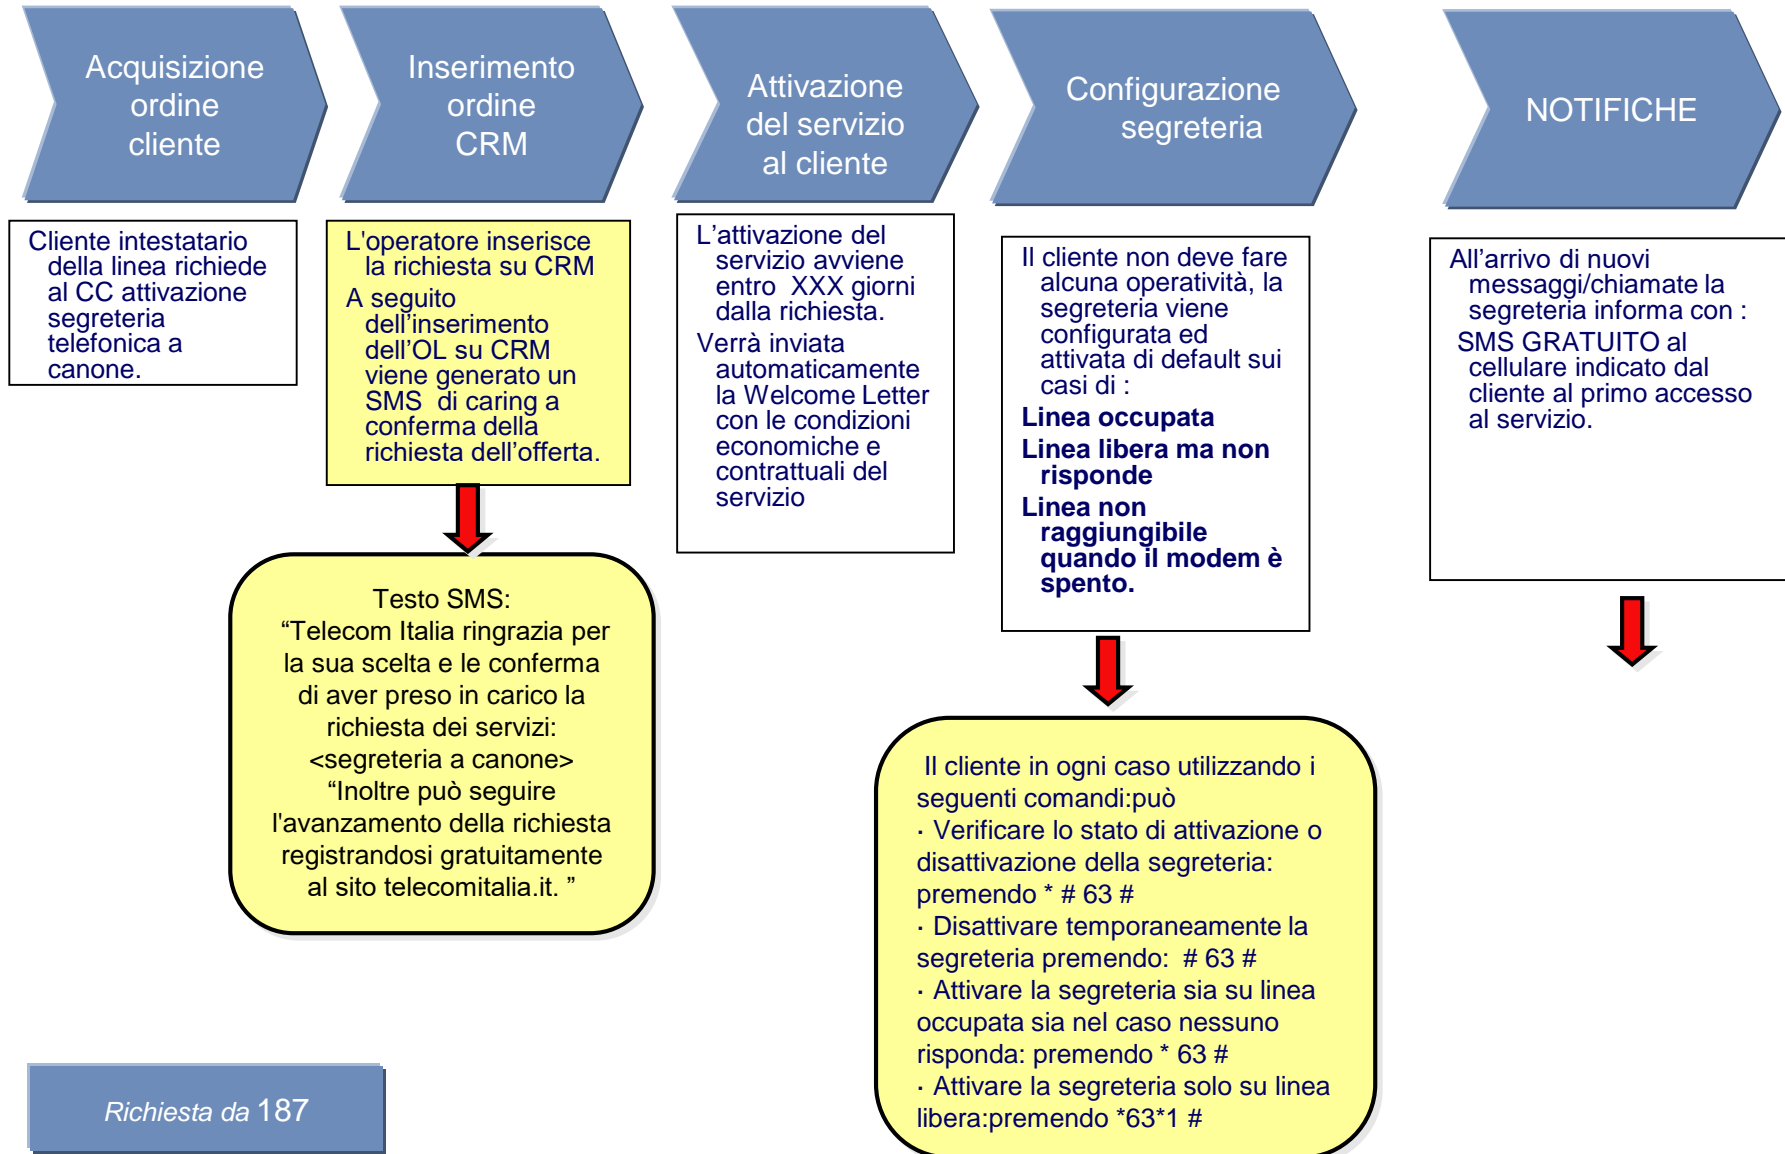 Acquisizione
ordine
cliente
Inserimento
ordine
CRM
Attivazione
del servizio
al cliente
Configurazione
segreteria
NOTIFICHE
Cliente intestatario
della linea richiede
al CC attivazione
segreteria
telefonica a
canone.
L'operatore inserisce
la richiesta su CRM
A seguito
dell’inserimento
dell’OL su CRM
viene generato un
SMS di caring a
conferma della
richiesta dell’offerta.
L’attivazione del
servizio avviene
entro XXX giorni
dalla richiesta.
Verrà inviata
automaticamente
la Welcome Letter
con le condizioni
economiche e
contrattuali del
servizio
Il cliente non deve fare
alcuna operatività, la
segreteria viene
configurata ed
attivata di default sui
casi di :
Linea occupata
Linea libera ma non
risponde
Linea non
raggiungibile
quando il modem è
spento.
All’arrivo di nuovi
messaggi/chiamate la
segreteria informa con :
SMS GRATUITO al
cellulare indicato dal
cliente al primo accesso
al servizio.
Testo SMS:
“Telecom Italia ringrazia per
la sua scelta e le conferma
di aver preso in carico la
richiesta dei servizi:
<segreteria a canone>
“Inoltre può seguire
l'avanzamento della richiesta
registrandosi gratuitamente
al sito telecomitalia.it. ”
Il cliente in ogni caso utilizzando i
seguenti comandi:può
· Verificare lo stato di attivazione o
disattivazione della segreteria:
premendo * # 63 #
· Disattivare temporaneamente la
segreteria premendo: # 63 #
· Attivare la segreteria sia su linea
occupata sia nel caso nessuno
risponda: premendo * 63 #
· Attivare la segreteria solo su linea
libera:premendo *63*1 #
Richiesta da 187